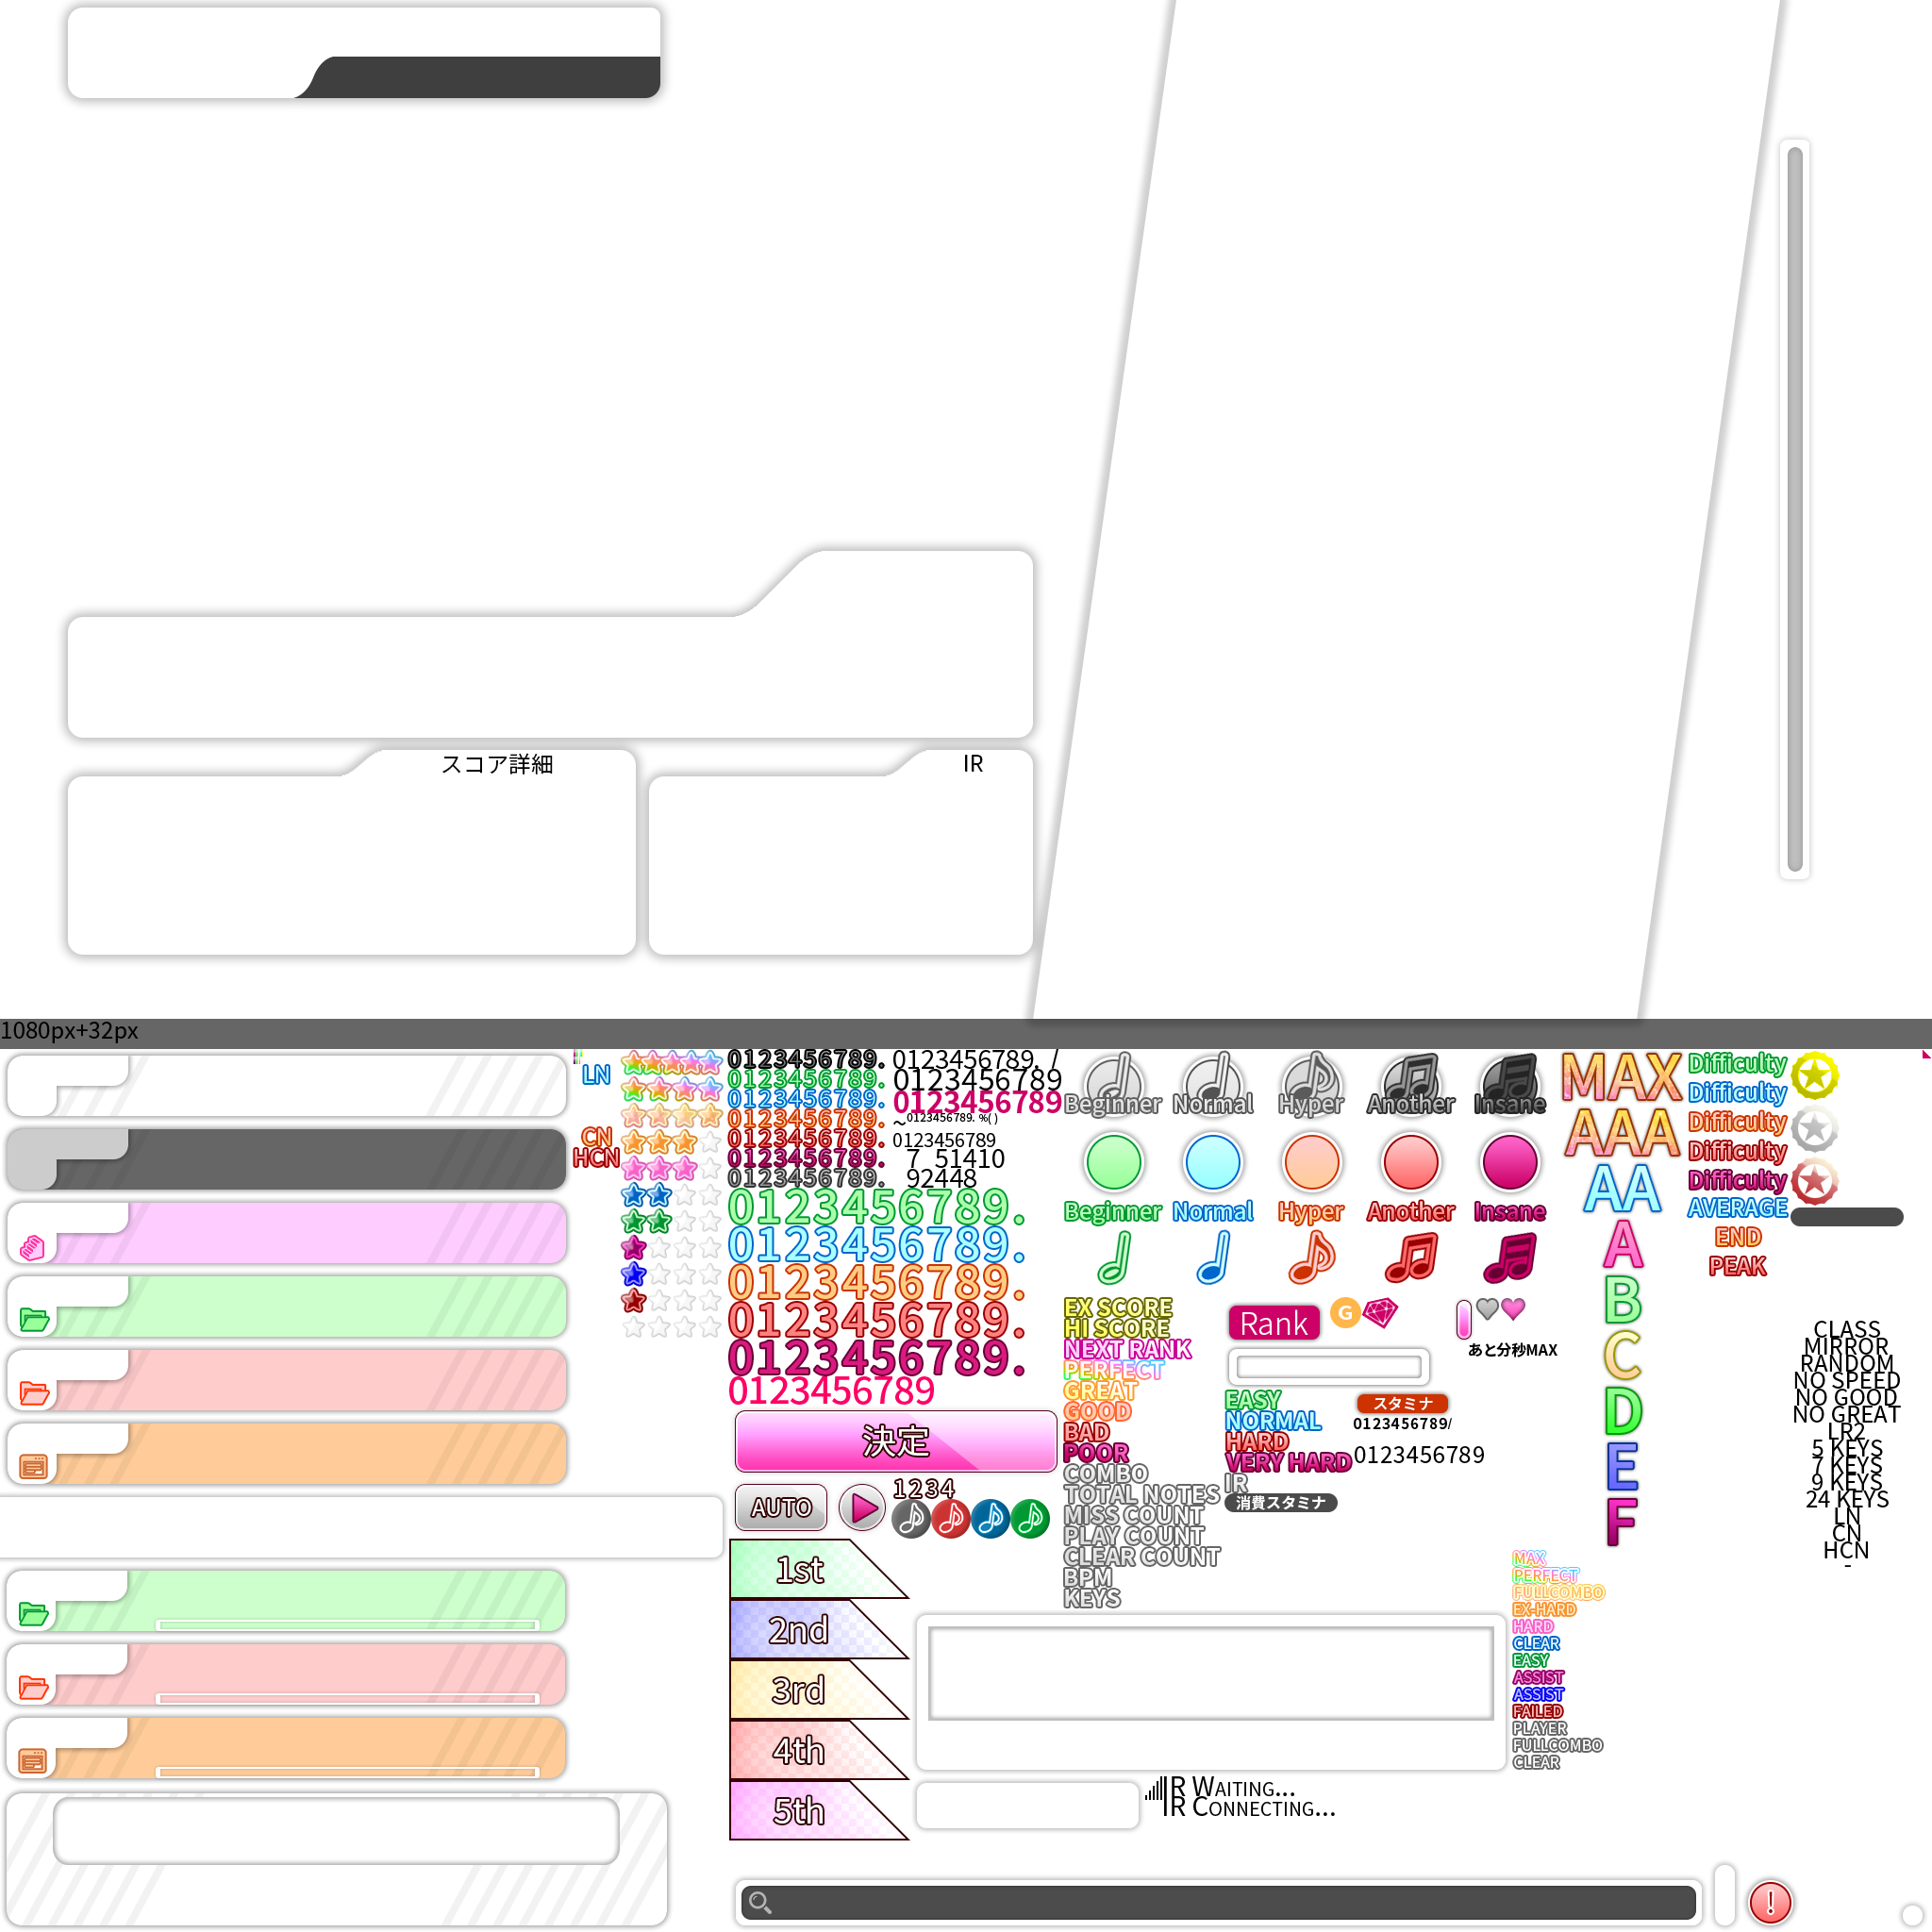 スコア詳細
IR
1080px+32px
LN
CN
HCN
0123456789.
0123456789.
0123456789.
0123456789.
0123456789.
0123456789.
0123456789.
0123456789. /
0123456789
0123456789
~0123456789. %( )
0123456789
7 51410
92448
0123456789.
0123456789.
0123456789.
0123456789.
0123456789.
0123456789
決定
AUTO
1234
1st
2nd
3rd
4th
5th
Beginner Normal Hyper Another Insane
Beginner Normal Hyper Another Insane
EX SCORE
HI SCORE
NEXT RANK
PERFECT
GREAT
GOOD
BAD
POOR
COMBO
TOTAL NOTES
MISS COUNT
PLAY COUNT
CLEAR COUNT
BPM
KEYS
Rank
G
あと分秒MAX
EASY
NORMAL
HARD
VERY HARD
IR
消費スタミナ
スタミナ
0123456789/
0123456789
MAX
AAA
AA
A
B
C
D
E
F
Difficulty
Difficulty
Difficulty
Difficulty
Difficulty
AVERAGE
END
PEAK
CLASS
MIRROR
RANDOM
NO SPEED
NO GOOD
NO GREAT
LR2
5 KEYS
7 KEYS
9 KEYS
24 KEYS
LN
CN
HCN
-
MAX
PERFECT
FULLCOMBO
EX-HARD
HARD
CLEAR
EASY
ASSIST
ASSIST
FAILED
PLAYER
FULLCOMBO
CLEAR
IR WAITING...
IR CONNECTING...
!